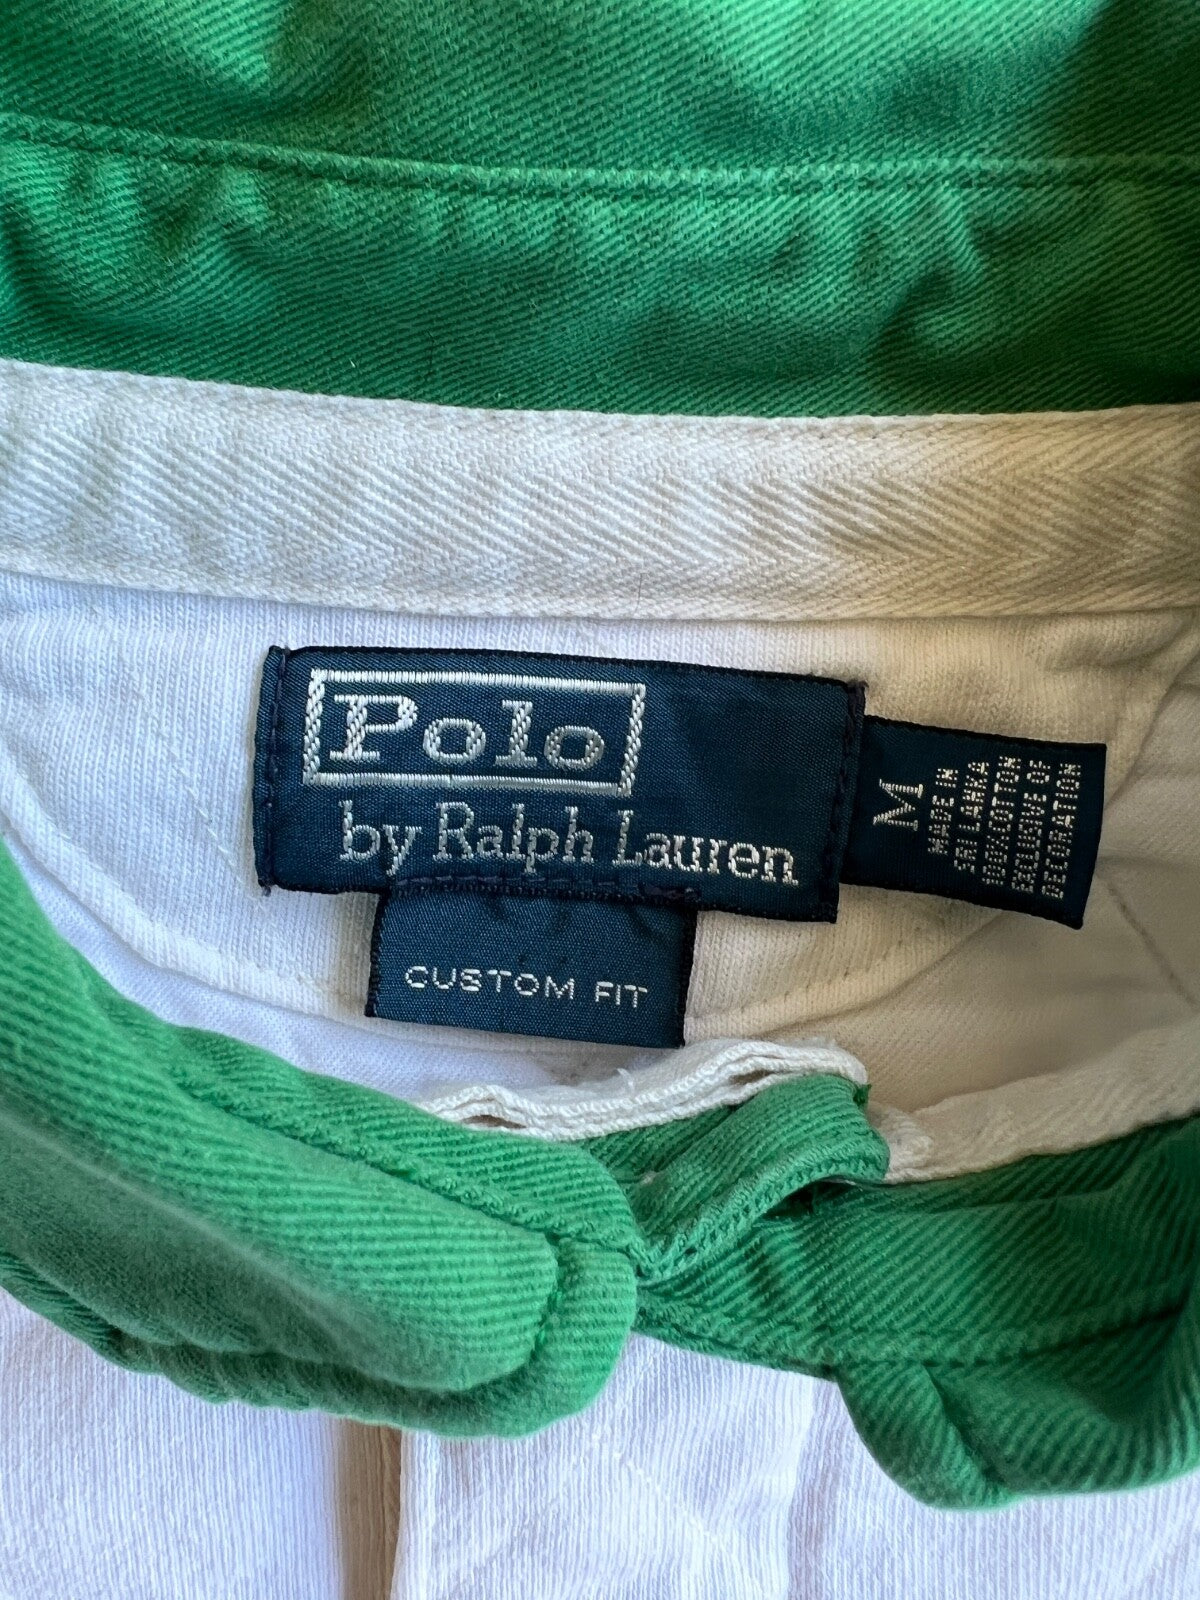 Polo
by Ralph Lauren
CUSTOM FIT
M
MADE IN
SRI LANKA
100% COTTON
EXCLUSIVE OF
DECORATION